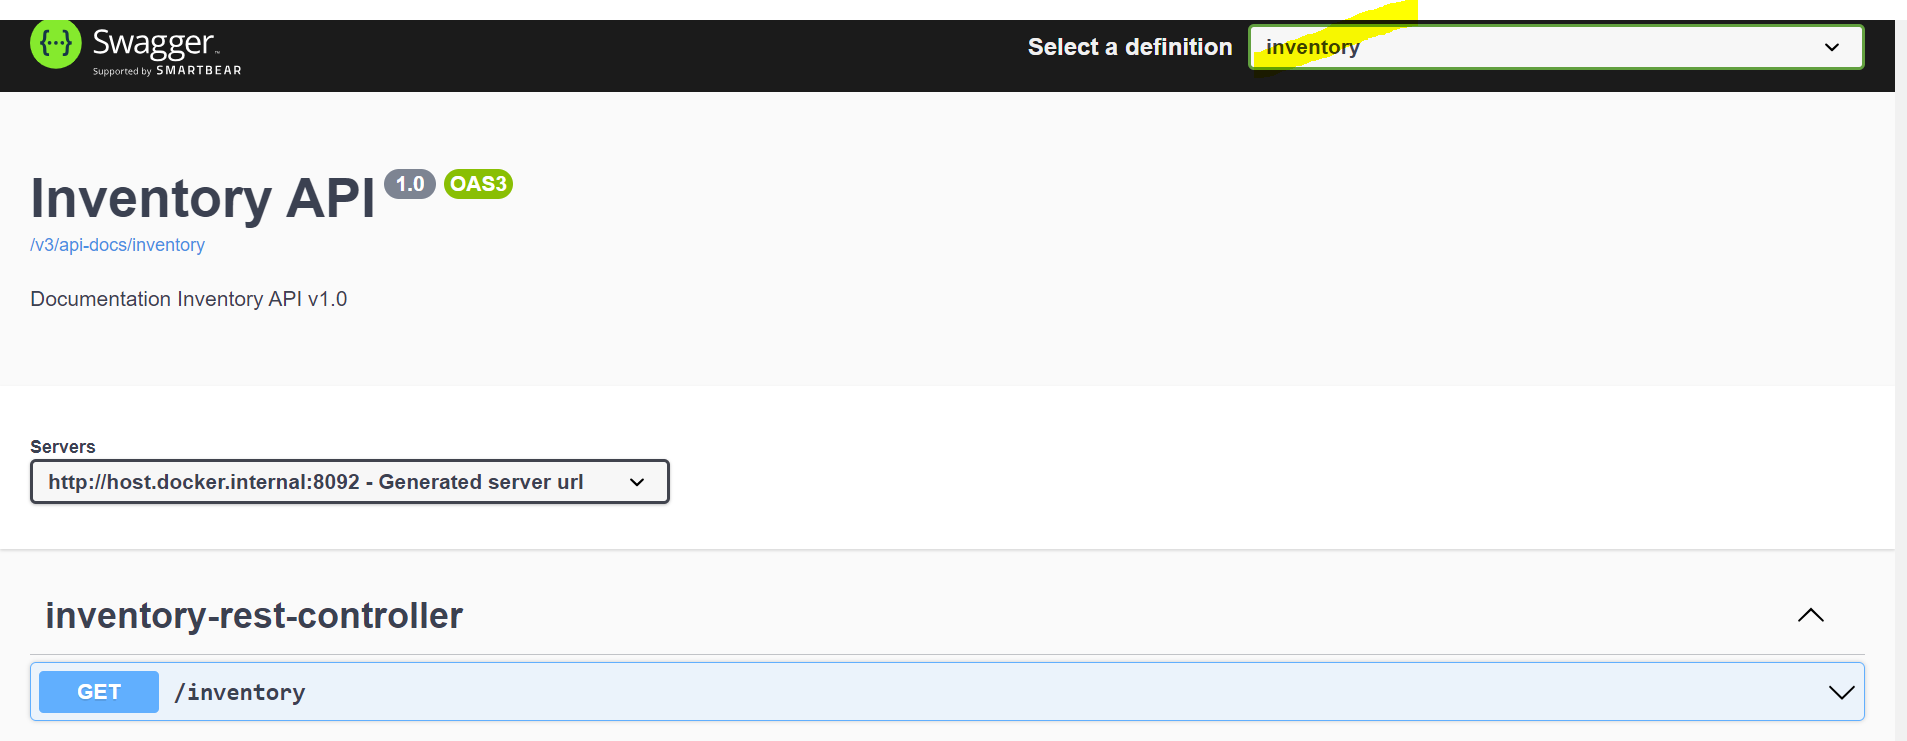 {···} Swagger™
Supported by SMARTBEAR
Select a definition
inventory
Inventory API 1.0 OAS3
/v3/api-docs/inventory
Documentation Inventory API v1.0
Servers
http://host.docker.internal:8092 - Generated server url
inventory-rest-controller
GET /inventory